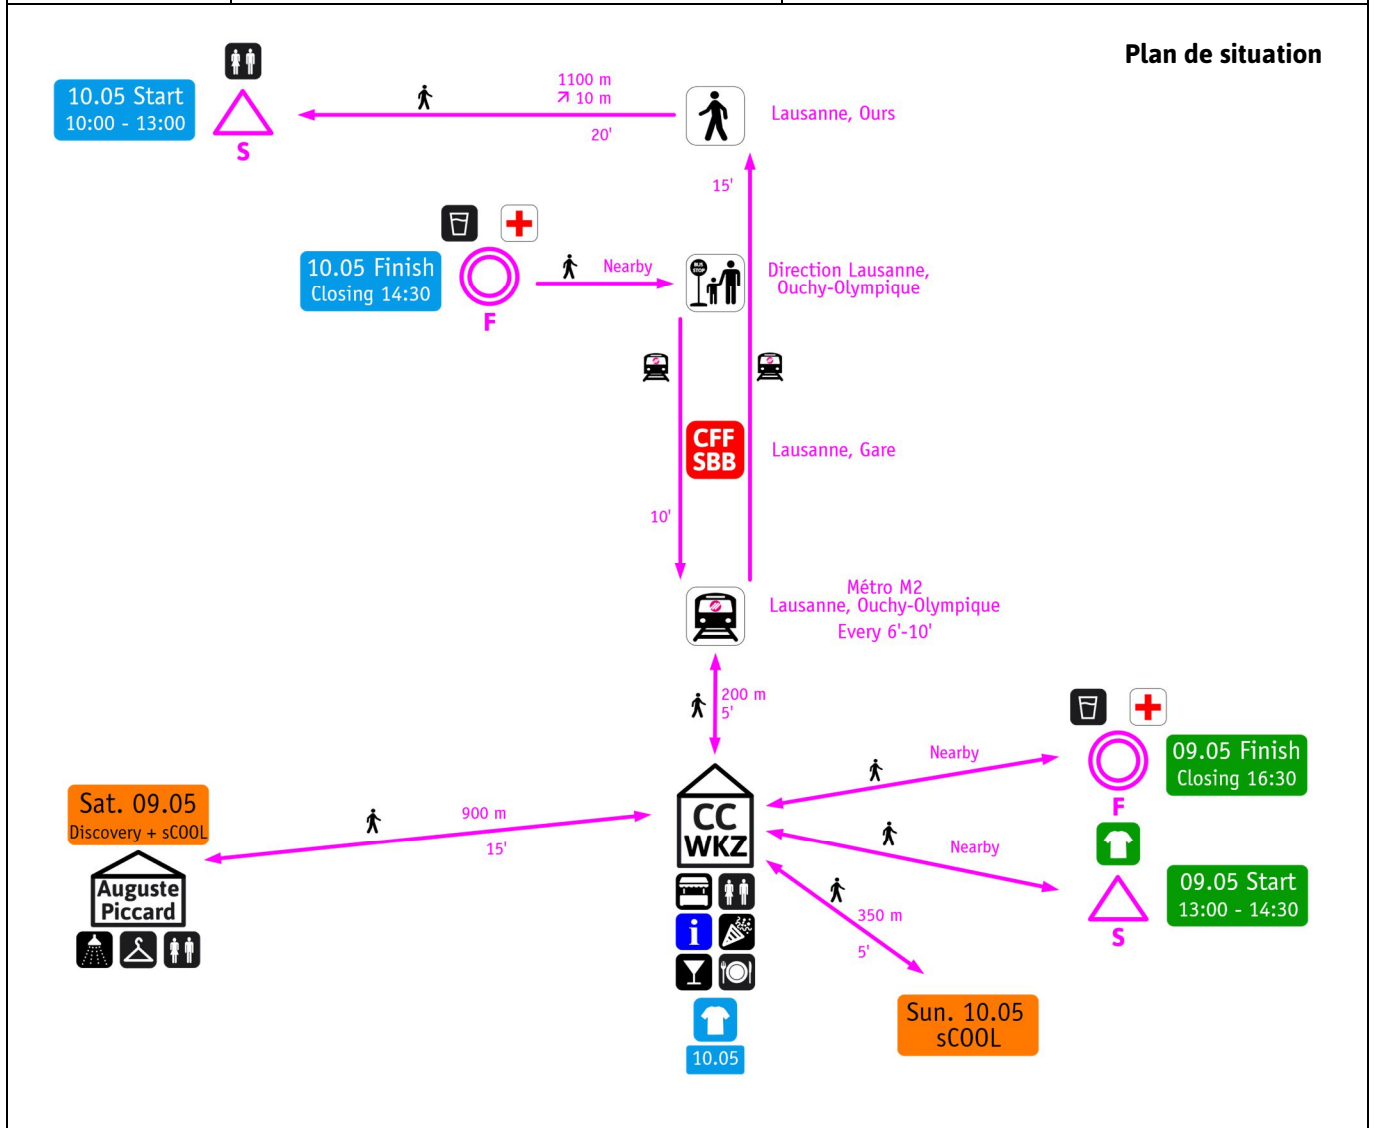 Plan de situation
10.05 Start
10:00 - 13:00
S
1100 m
↗ 10 m
20'
Lausanne, Ours
15'
10.05 Finish
Closing 14:30
F
Nearby
BUS
STOP
Direction Lausanne,
Ouchy-Olympique
CFF
SBB
Lausanne, Gare
10'
Métro M2
Lausanne, Ouchy-Olympique
Every 6'-10'
200 m
5'
Nearby
09.05 Finish
Closing 16:30
F
Sat. 09.05
Discovery + sCOOL
900 m
15'
CC
WKZ
Nearby
09.05 Start
13:00 - 14:30
S
Auguste
Piccard
350 m
5'
i
Sun. 10.05
sCOOL
10.05